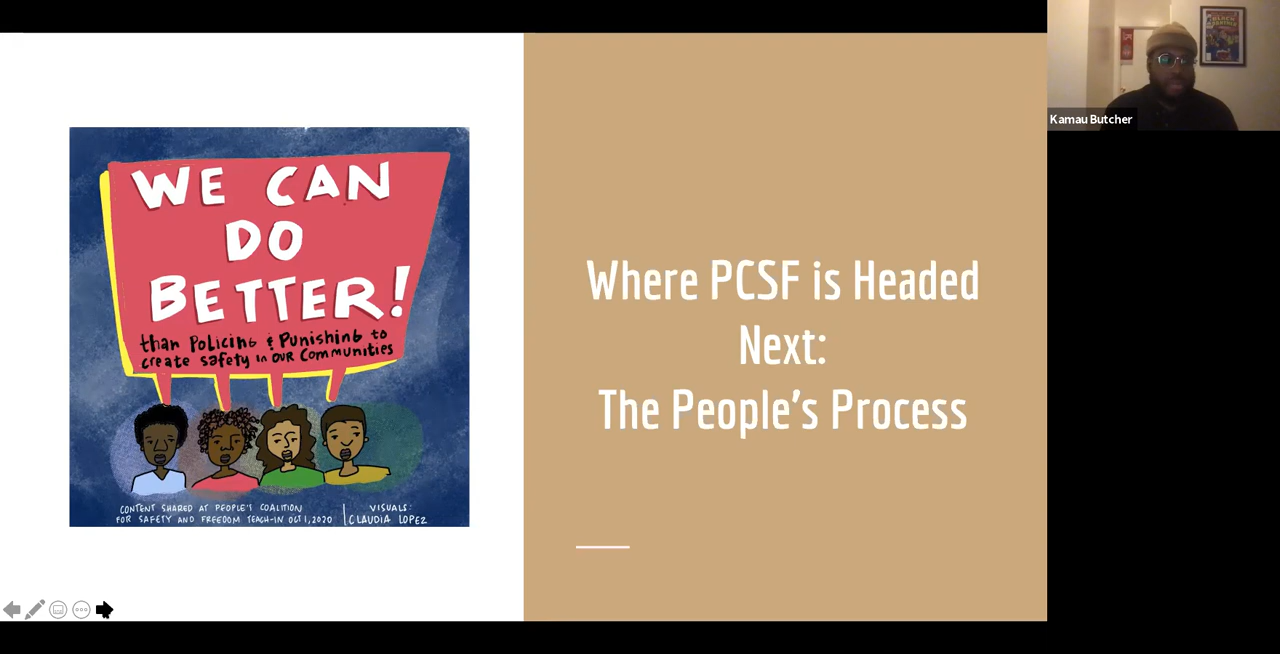 WE CAN
DO
BETTER!
than Policing & Punishing to
create safety in our Communities
CONTENT SHARED AT PEOPLE'S COALITION
FOR SAFETY AND FREEDOM TEACH-IN OCT 1, 2020
VISUALS:
CLAUDIA LOPEZ
Where PCSF is Headed
Next:
The People's Process
Kamau Butcher
BLACK PANTHER